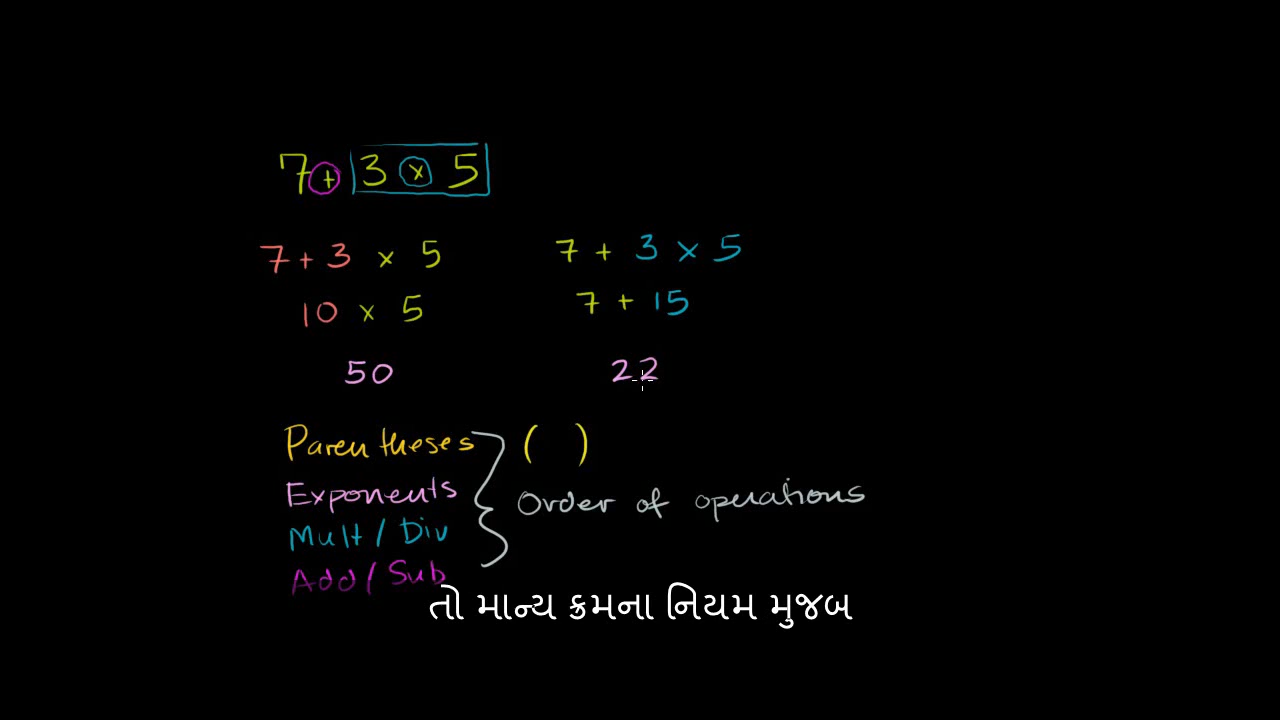 7 + 3 × 5
7 + 3 × 5
10 × 5
50
7 + 3 × 5
7 + 15
22
Parentheses ( )
Exponents
Mult / Div
Add / Sub
Order of operations
તો માન્ય ક્રમના નિયમ મુજબ